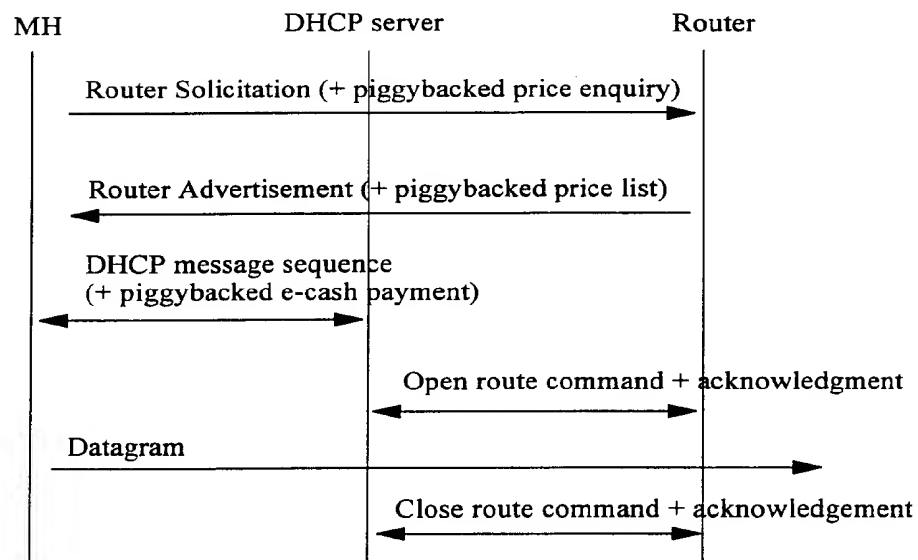 MH
DHCP server
Router
Router Solicitation (+ piggybacked price enquiry)
Router Advertisement (+ piggybacked price list)
DHCP message sequence
(+ piggybacked e-cash payment)
Open route command + acknowledgment
Datagram
Close route command + acknowledgement